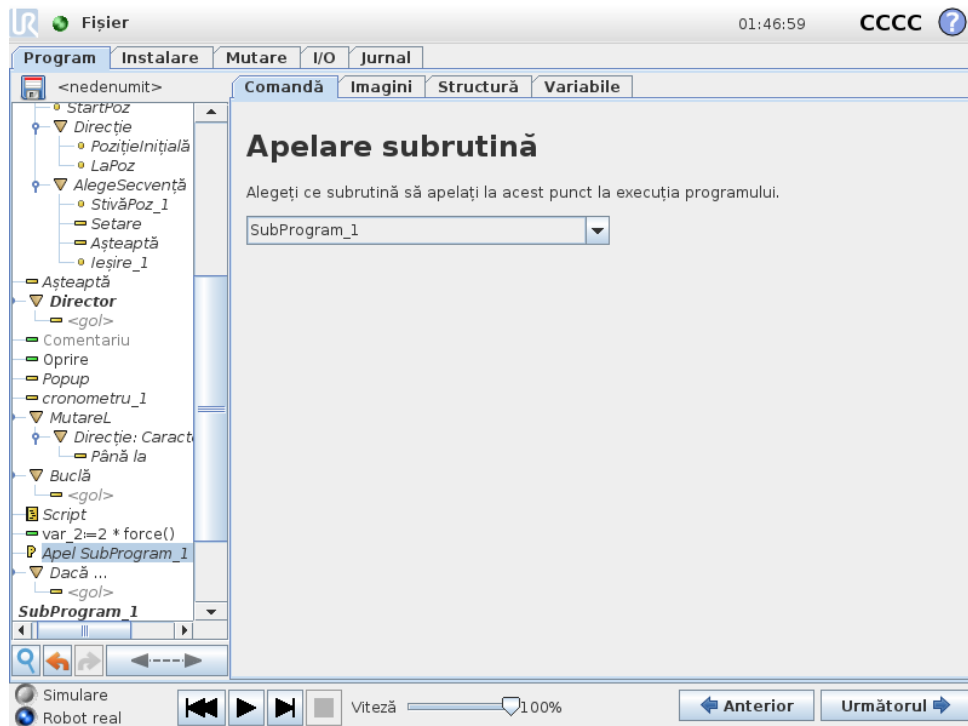 Fișier
01:46:59
CCCC
?
Program
Instalare
Mutare
I/O
Jurnal
<nedenumit>
Comandă
Imagini
Structură
Variabile
StartPoz
Direcție
PozițieInițială
LaPoz
AlegeSecvență
StivăPoz_1
Setare
Așteaptă
Ieșire_1
Așteaptă
Director
<gol>
Comentariu
Oprire
Popup
cronometru_1
MutareL
Direcție: Caract
Până la
Buclă
<gol>
Script
var_2:=2 * force()
Apel SubProgram_1
Dacă ...
<gol>
SubProgram_1
Apelare subrutină
Alegeți ce subrutină să apelați la acest punct la execuția programului.
SubProgram_1
Simulare
Robot real
Viteză
100%
Anterior
Următorul